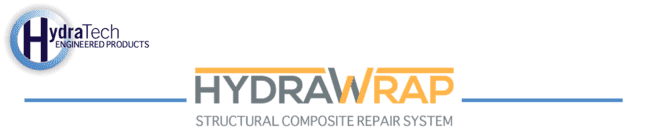 HydraTech
ENGINEERED PRODUCTS
HYDRAWRAP
STRUCTURAL COMPOSITE REPAIR SYSTEM